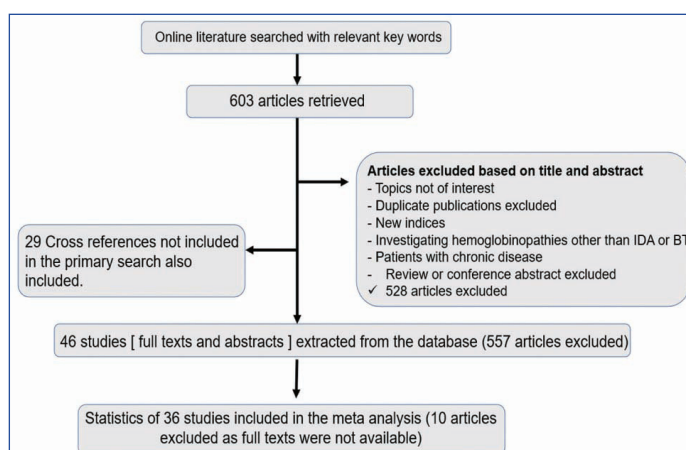 Online literature searched with relevant key words
603 articles retrieved
Articles excluded based on title and abstract
- Topics not of interest
- Duplicate publications excluded
- New indices
- Investigating hemoglobinopathies other than IDA or BT
- Patients with chronic disease
- Review or conference abstract excluded
✓ 528 articles excluded
29 Cross references not included
in the primary search also
included.
46 studies [ full texts and abstracts ] extracted from the database (557 articles excluded)
Statistics of 36 studies included in the meta analysis (10 articles
excluded as full texts were not available)